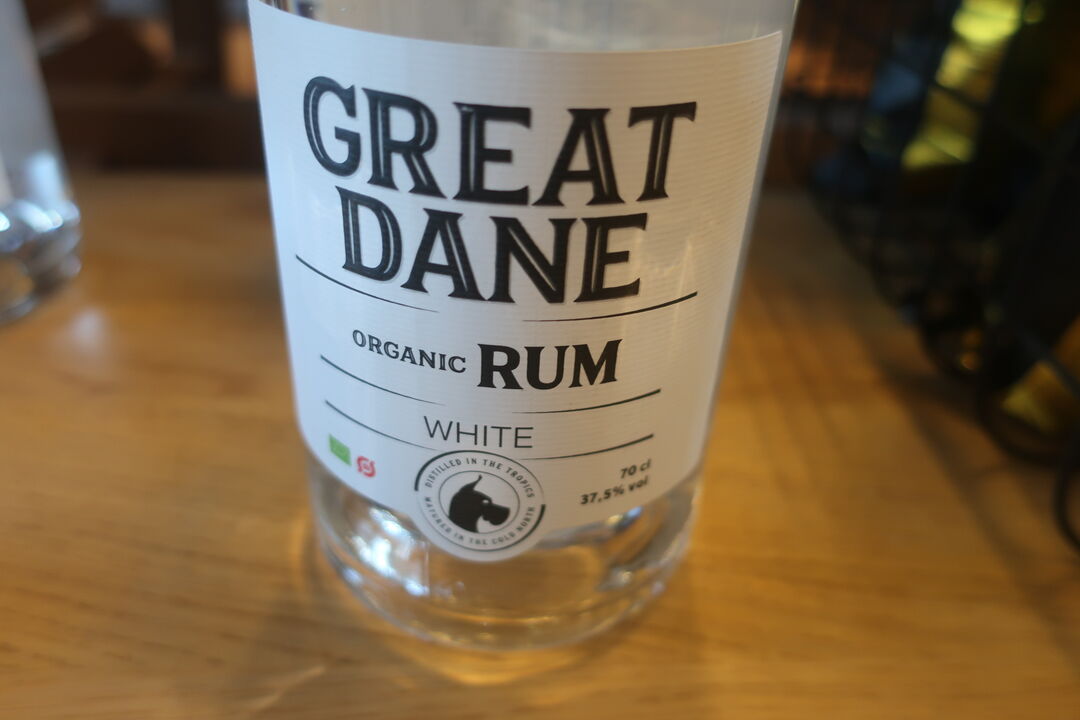 GREAT
DANE
ORGANIC RUM
WHITE
DISTILLED IN THE TROPICS
MATURED IN THE COLD NORTH
70 cl
37,5% vol